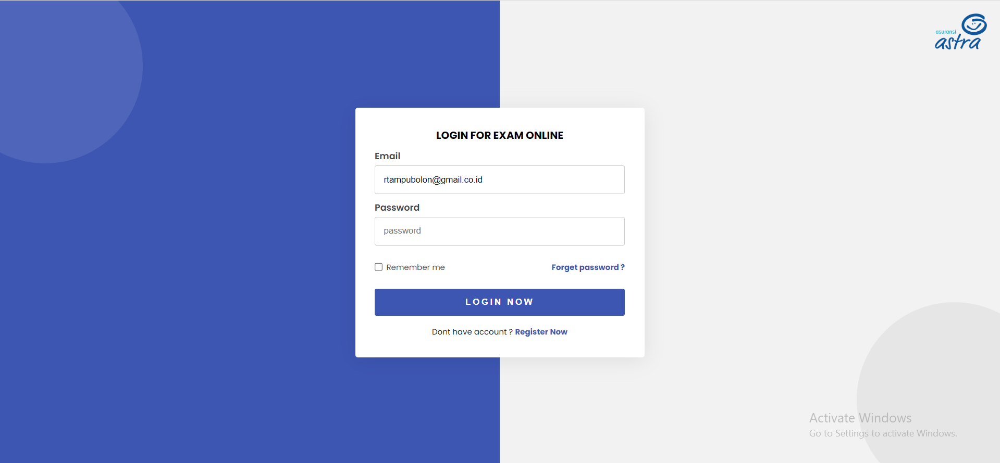 asuransi
astra
LOGIN FOR EXAM ONLINE
Email
rtampubolon@gmail.co.id
Password
password
Remember me
Forget password ?
LOGIN NOW
Dont have account ? Register Now
Activate Windows
Go to Settings to activate Windows.